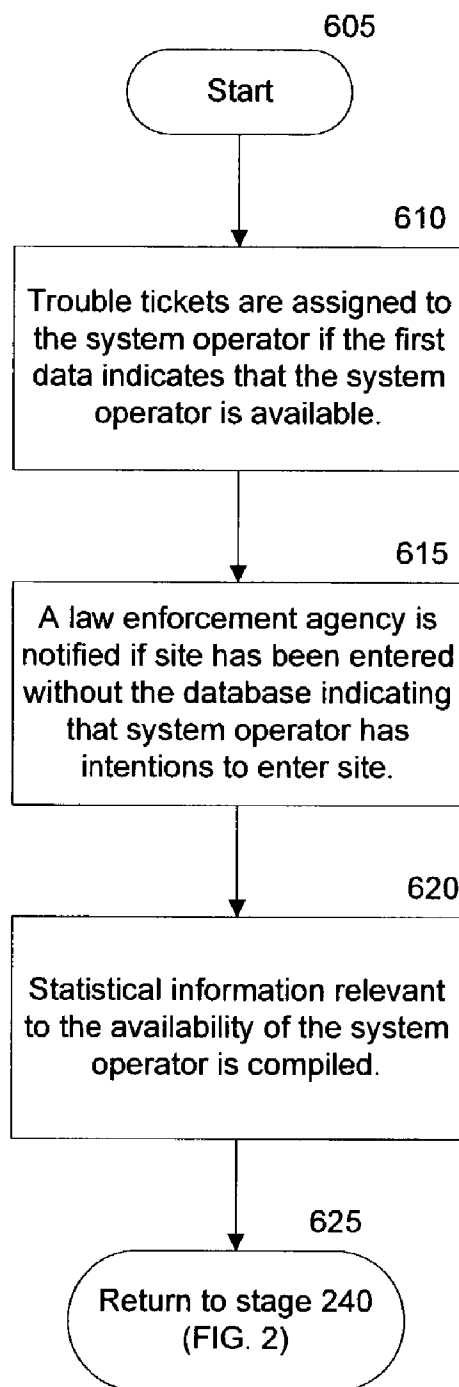 605
Start
610
Trouble tickets are assigned to
the system operator if the first
data indicates that the system
operator is available.
615
A law enforcement agency is
notified if site has been entered
without the database indicating
that system operator has
intentions to enter site.
620
Statistical information relevant
to the availability of the system
operator is compiled.
625
Return to stage 240
(FIG. 2)